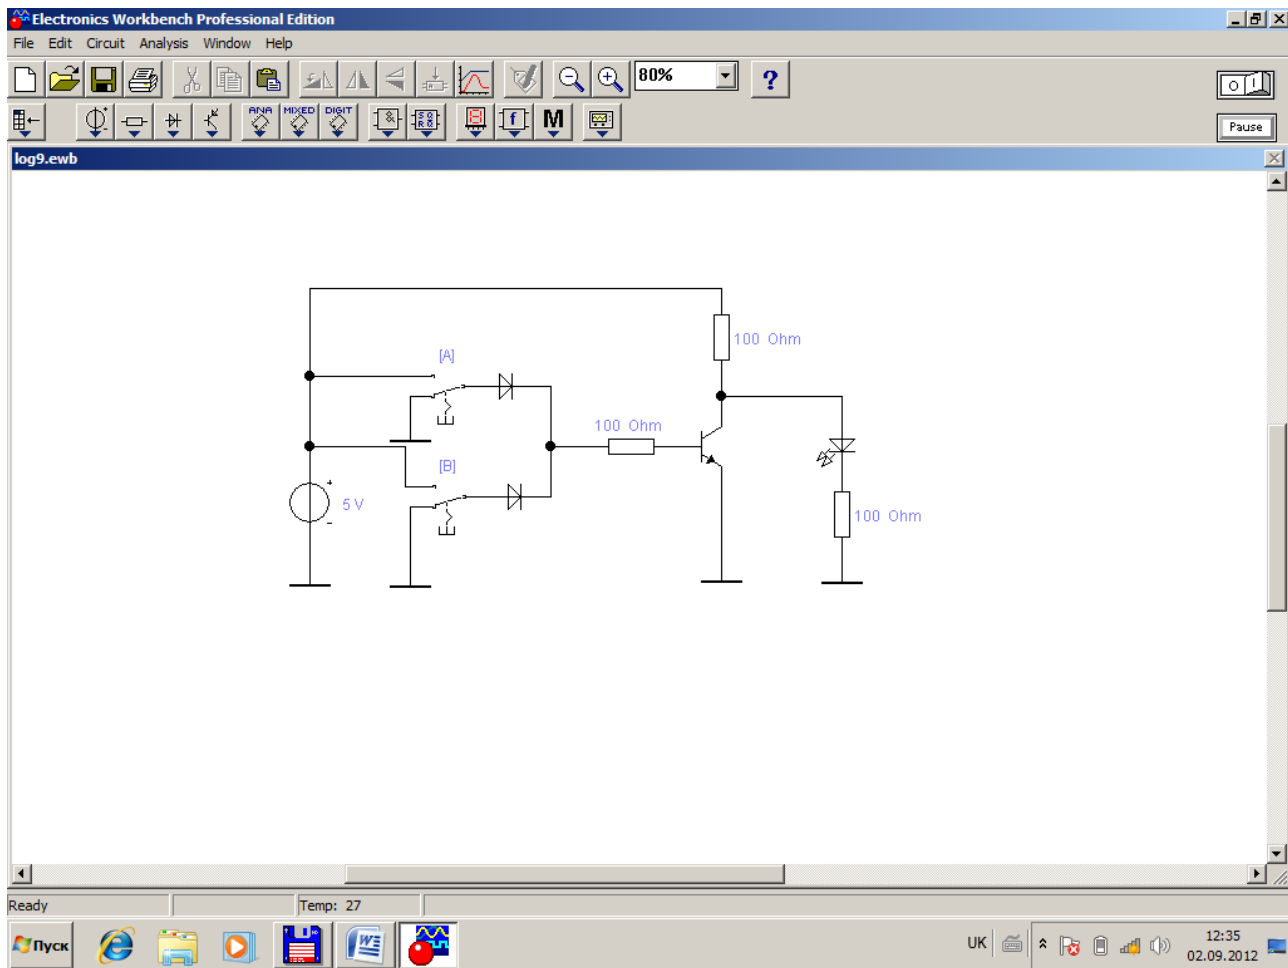 Electronics Workbench Professional Edition
File Edit Circuit Analysis Window Help
80%
?
ANA MIXED DIGIT
&
M
Pause
log9.ewb
100 Ohm
[A]
100 Ohm
[B]
5 V
+
-
100 Ohm
Ready
Temp: 27
Пуск
UK
12:35
02.09.2012